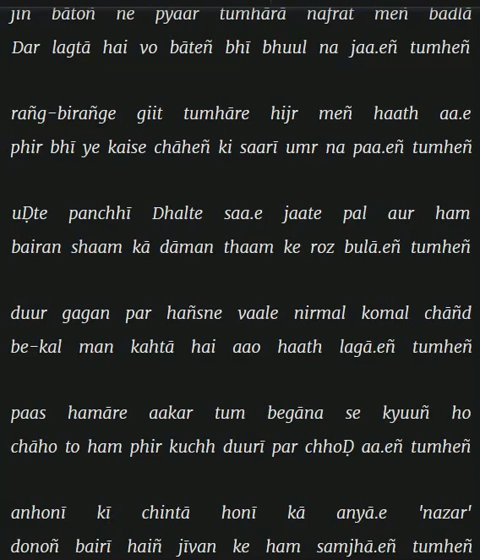 jin bātoñ ne pyaar tumhārā nafrat meñ badlā
Dar lagtā hai vo bāteñ bhī bhuul na jaa.eñ tumheñ
rañg-birañge giit tumhāre hijr meñ haath aa.e
phir bhī ye kaise chāheñ ki saarī umr na paa.eñ tumheñ
uḌte panchhī Dhalte saa.e jaate pal aur ham
bairan shaam kā dāman thaam ke roz bulā.eñ tumheñ
duur gagan par hañsne vaale nirmal komal chāñd
be-kal man kahtā hai aao haath lagā.eñ tumheñ
paas hamāre aakar tum begāna se kyuuñ ho
chāho to ham phir kuchh duurī par chhoḌ aa.eñ tumheñ
anhonī kī chintā honī kā anyā.e 'nazar'
donoñ bairī haiñ jīvan ke ham samjhā.eñ tumheñ